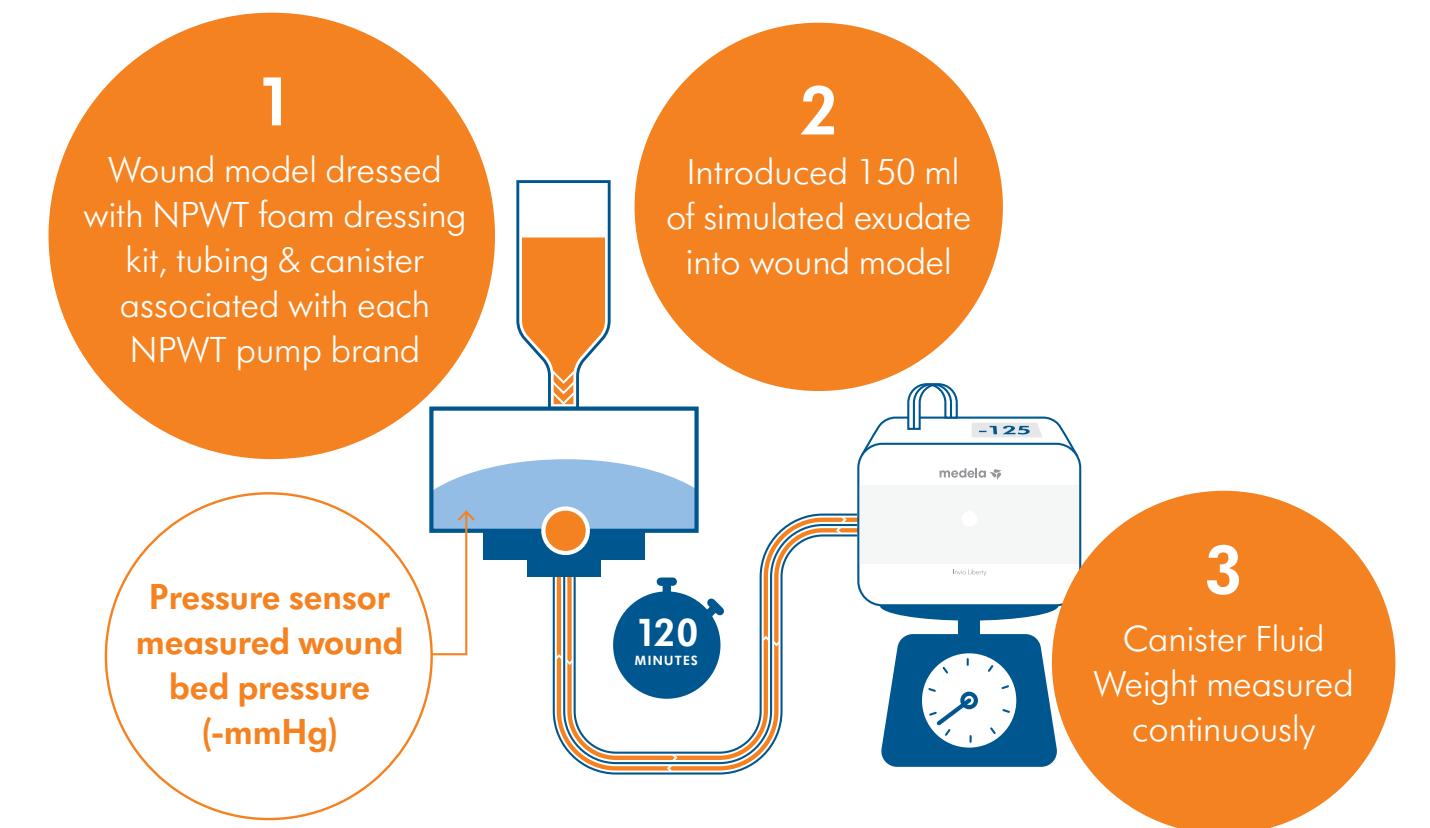 1
Wound model dressed
with NPWT foam dressing
kit, tubing & canister
associated with each
NPWT pump brand
2
Introduced 150 ml
of simulated exudate
into wound model
-125
medela
Invia Liberty
Pressure sensor
measured wound
bed pressure
(-mmHg)
120
MINUTES
3
Canister Fluid
Weight measured
continuously